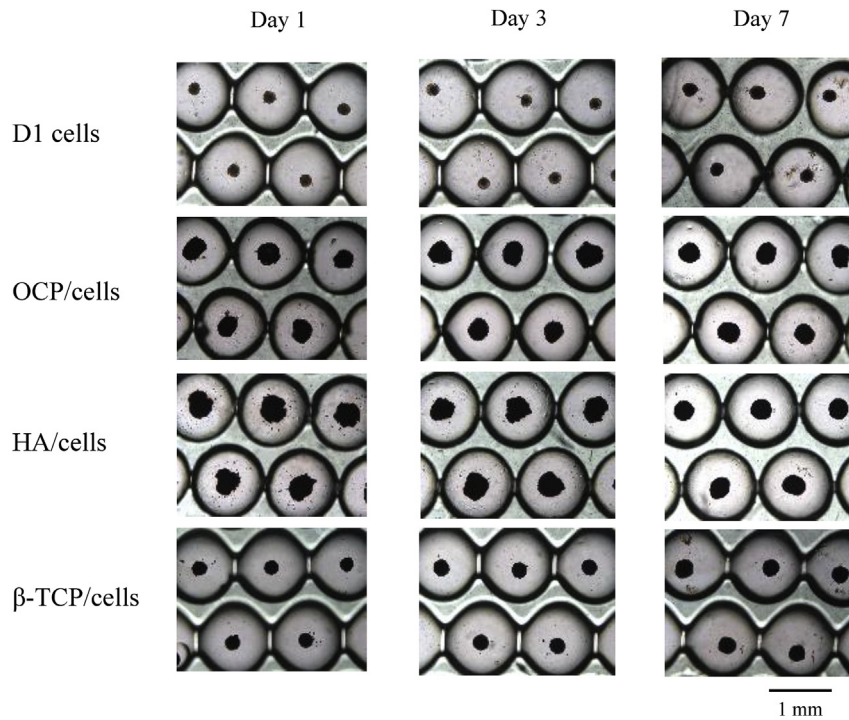 Day 1 Day 3 Day 7
D1 cells
OCP/cells
HA/cells
β-TCP/cells
1 mm